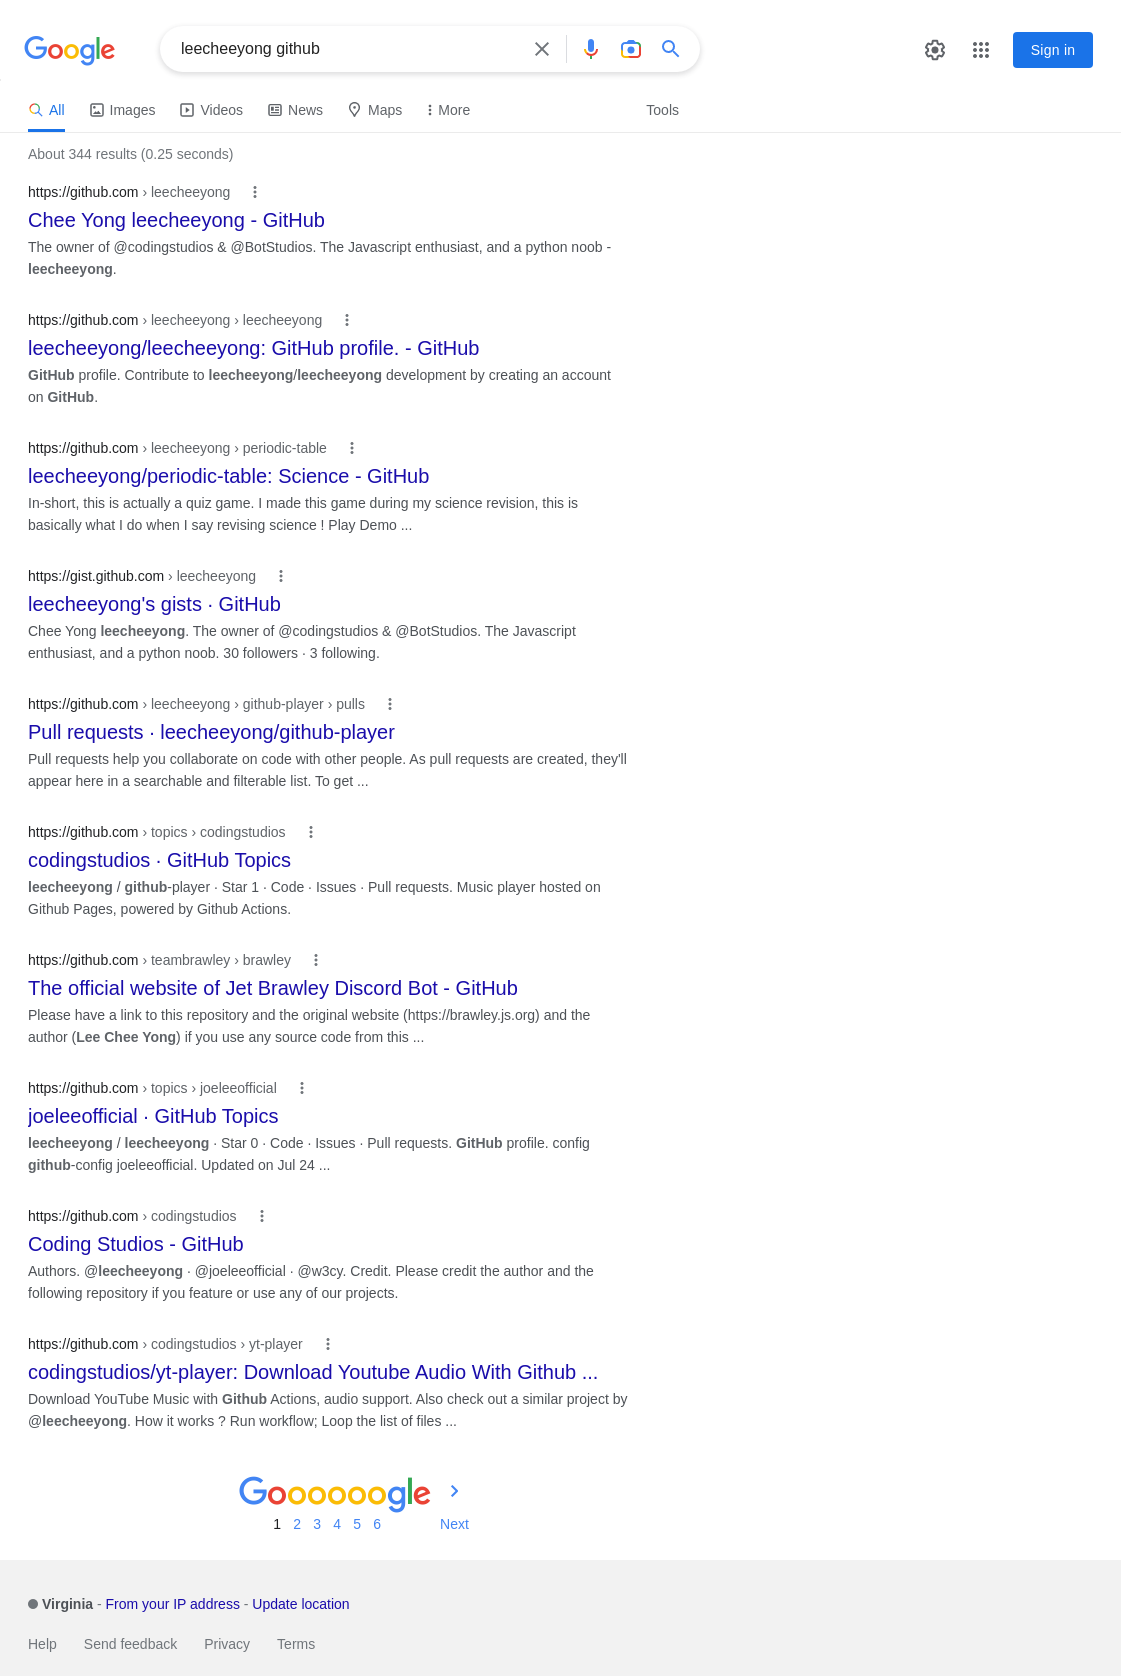 Google
leecheeyong github
Sign in
All Images Videos News Maps More Tools
About 344 results (0.25 seconds)
https://github.com › leecheeyong
Chee Yong leecheeyong - GitHub
The owner of @codingstudios & @BotStudios. The Javascript enthusiast, and a python noob -
leecheeyong.
https://github.com › leecheeyong › leecheeyong
leecheeyong/leecheeyong: GitHub profile. - GitHub
GitHub profile. Contribute to leecheeyong/leecheeyong development by creating an account
on GitHub.
https://github.com › leecheeyong › periodic-table
leecheeyong/periodic-table: Science - GitHub
In-short, this is actually a quiz game. I made this game during my science revision, this is
basically what I do when I say revising science ! Play Demo ...
https://gist.github.com › leecheeyong
leecheeyong's gists · GitHub
Chee Yong leecheeyong. The owner of @codingstudios & @BotStudios. The Javascript
enthusiast, and a python noob. 30 followers · 3 following.
https://github.com › leecheeyong › github-player › pulls
Pull requests · leecheeyong/github-player
Pull requests help you collaborate on code with other people. As pull requests are created, they'll
appear here in a searchable and filterable list. To get ...
https://github.com › topics › codingstudios
codingstudios · GitHub Topics
leecheeyong / github-player · Star 1 · Code · Issues · Pull requests. Music player hosted on
Github Pages, powered by Github Actions.
https://github.com › teambrawley › brawley
The official website of Jet Brawley Discord Bot - GitHub
Please have a link to this repository and the original website (https://brawley.js.org) and the
author (Lee Chee Yong) if you use any source code from this ...
https://github.com › topics › joeleeofficial
joeleeofficial · GitHub Topics
leecheeyong / leecheeyong · Star 0 · Code · Issues · Pull requests. GitHub profile. config
github-config joeleeofficial. Updated on Jul 24 ...
https://github.com › codingstudios
Coding Studios - GitHub
Authors. @leecheeyong · @joeleeofficial · @w3cy. Credit. Please credit the author and the
following repository if you feature or use any of our projects.
https://github.com › codingstudios › yt-player
codingstudios/yt-player: Download Youtube Audio With Github ...
Download YouTube Music with Github Actions, audio support. Also check out a similar project by
@leecheeyong. How it works ? Run workflow; Loop the list of files ...
Goooooogle
1 2 3 4 5 6 Next
Virginia - From your IP address - Update location
Help Send feedback Privacy Terms